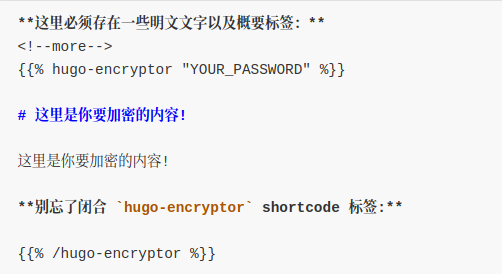 **这里必须存在一些明文文字以及概要标签: **
<!--more-->
{{% hugo-encryptor "YOUR_PASSWORD" %}}
# 这里是你要加密的内容!
这里是你要加密的内容!
**别忘了闭合 `hugo-encryptor` shortcode 标签:**
{{% /hugo-encryptor %}}